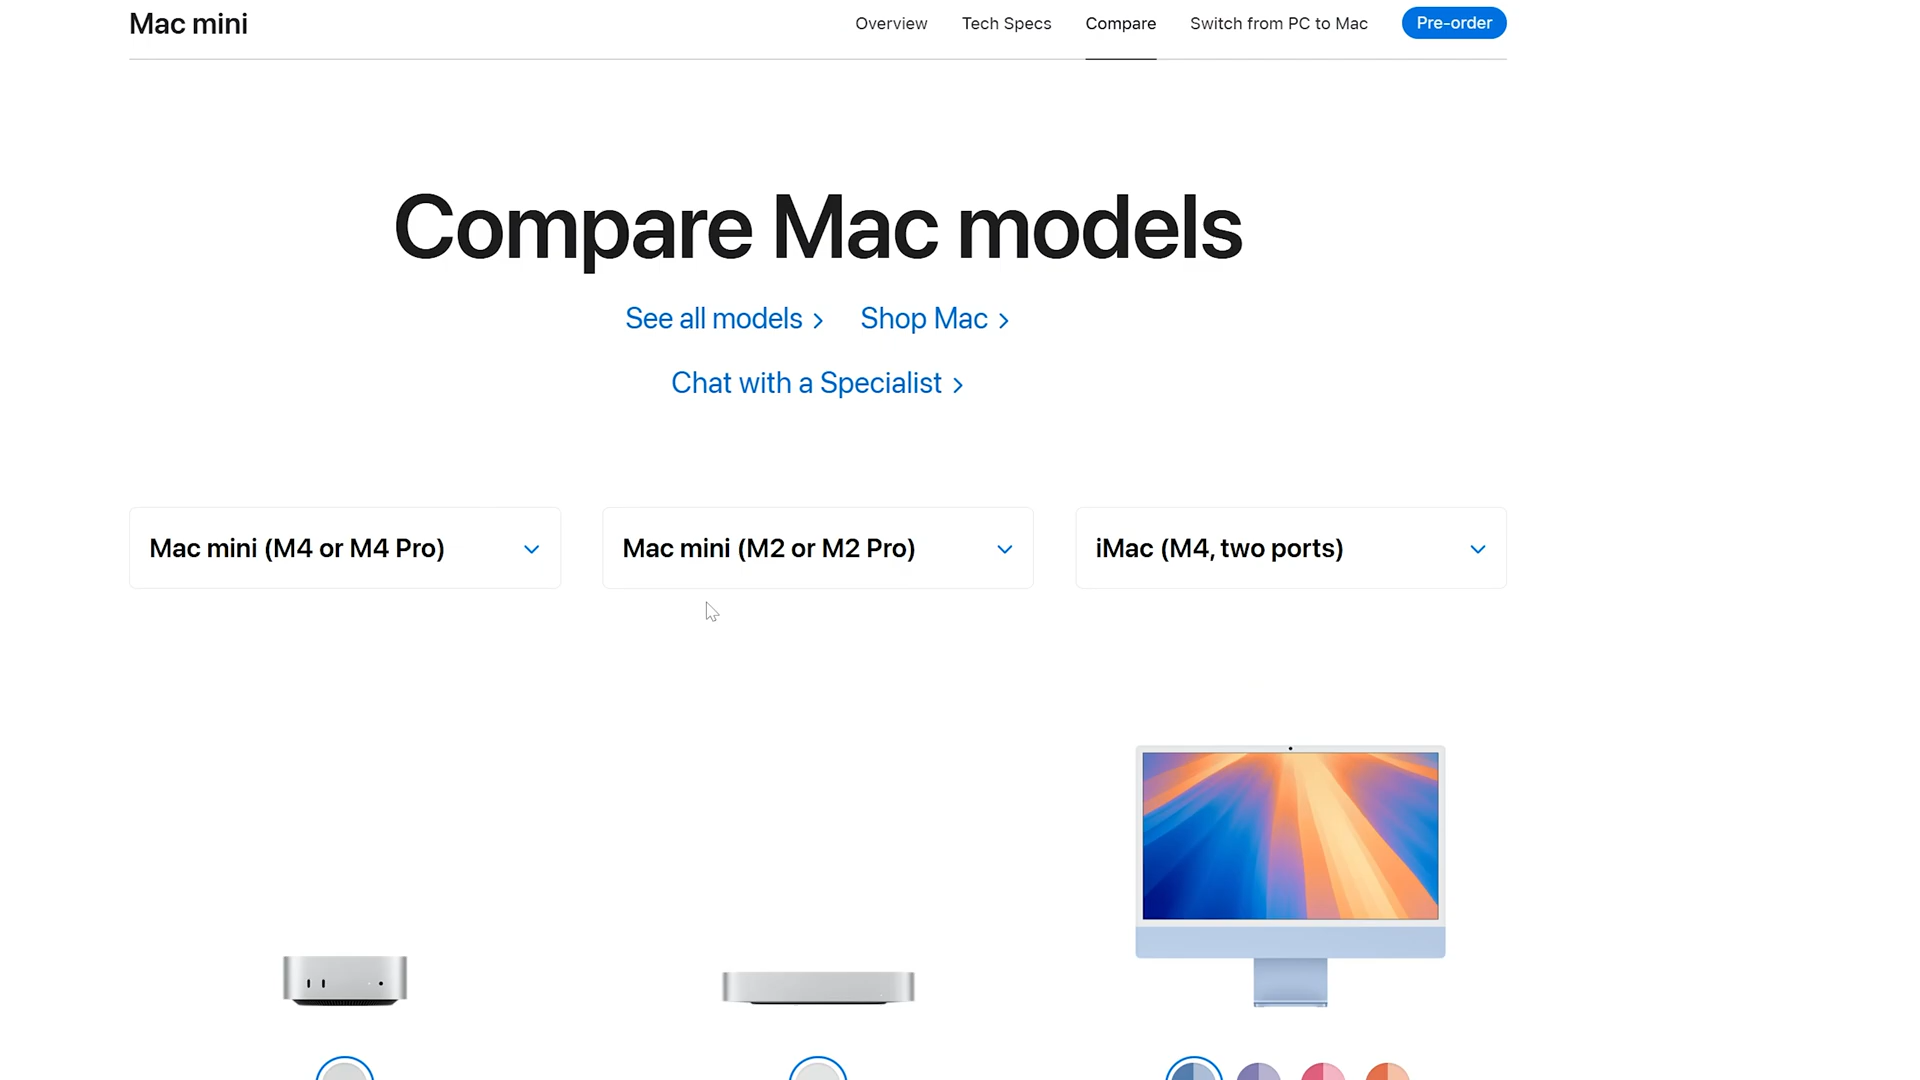 Mac mini
Overview
Tech Specs
Compare
Switch from PC to Mac
Pre-order
Compare Mac models
See all models >
Shop Mac >
Chat with a Specialist >
Mac mini (M4 or M4 Pro)
Mac mini (M2 or M2 Pro)
iMac (M4, two ports)